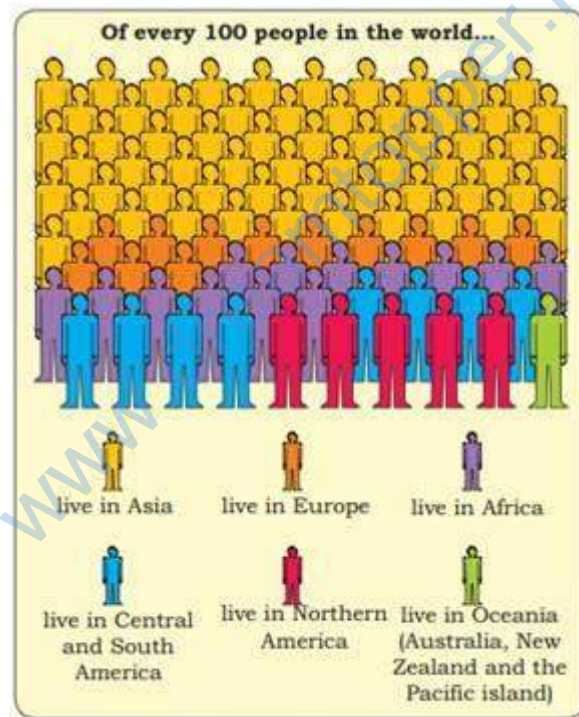 Of every 100 people in the world...
live in Asia
live in Europe
live in Africa
live in Central
and South
America
live in Northern
America
live in Oceania
(Australia, New
Zealand and the
Pacific island)